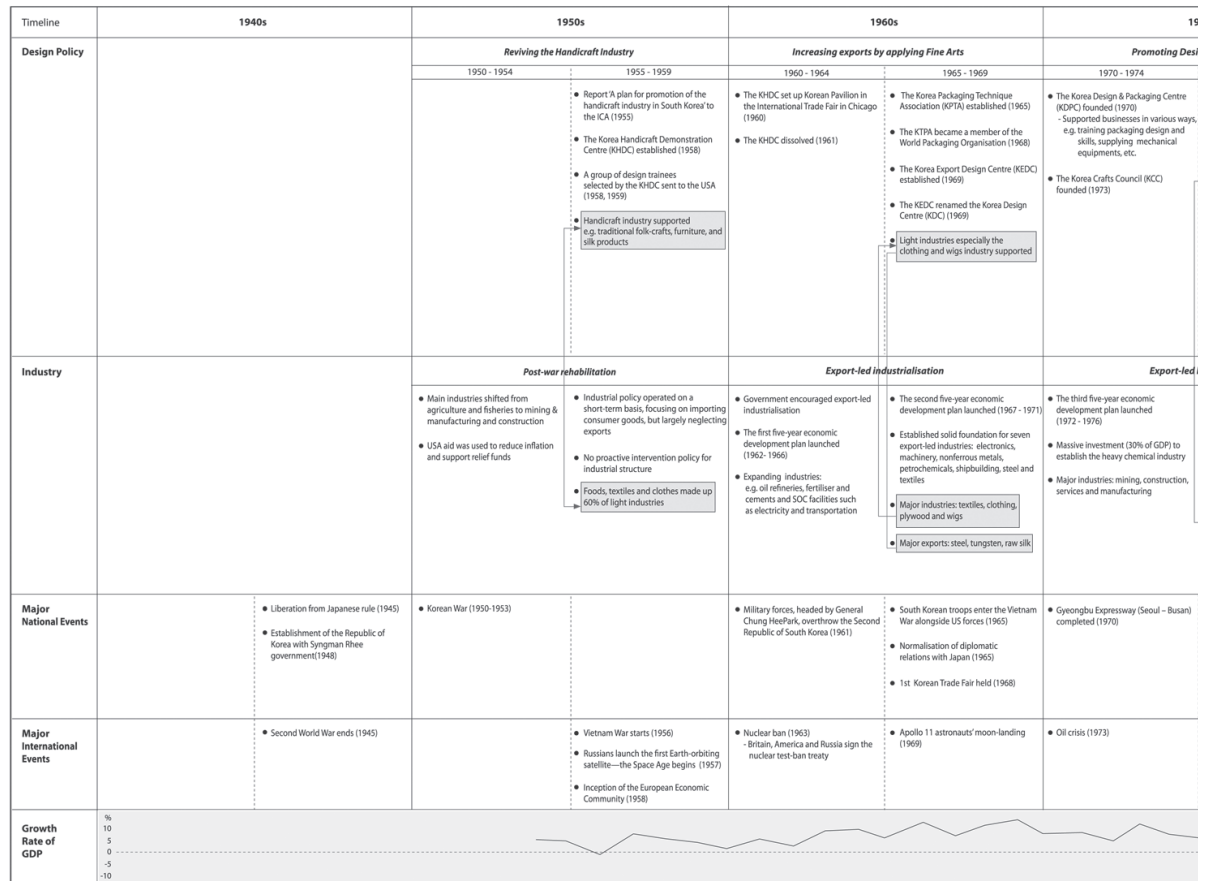 Timeline
1940s
1950s
1960s
19
Design Policy
Reviving the Handicraft Industry
1950 - 1954
1955 - 1959
● Report 'A plan for promotion of the
handicraft industry in South Korea' to
the ICA (1955)
● The Korea Handicraft Demonstration
Centre (KHDC) established (1958)
● A group of design trainees
selected by the KHDC sent to the USA
(1958, 1959)
● Handicraft industry supported
e.g. traditional folk-crafts, furniture, and
silk products
Increasing exports by applying Fine Arts
1960 - 1964
1965 - 1969
● The KHDC set up Korean Pavilion in
the International Trade Fair in Chicago
(1960)
● The KHDC dissolved (1961)
● The Korea Packaging Technique
Association (KPTA) established (1965)
● The KTPA became a member of the
World Packaging Organisation (1968)
● The Korea Export Design Centre (KEDC)
established (1969)
● The KEDC renamed the Korea Design
Centre (KDC) (1969)
● Light industries especially the
clothing and wigs industry supported
Promoting Desi
1970 - 1974
● The Korea Design & Packaging Centre
(KDPC) founded (1970)
- Supported businesses in various ways,
e.g. training packaging design and
skills, supplying mechanical
equipments, etc.
● The Korea Crafts Council (KCC)
founded (1973)
Industry
Post-war rehabilitation
● Main industries shifted from
agriculture and fisheries to mining &
manufacturing and construction
● USA aid was used to reduce inflation
and support relief funds
● Industrial policy operated on a
short-term basis, focusing on importing
consumer goods, but largely neglecting
exports
● No proactive intervention policy for
industrial structure
● Foods, textiles and clothes made up
60% of light industries
Export-led industrialisation
● Government encouraged export-led
industrialisation
● The first five-year economic
development plan launched
(1962- 1966)
● Expanding industries:
e.g. oil refineries, fertiliser and
cements and SOC facilities such
as electricity and transportation
● The second five-year economic
development plan launched (1967 - 1971)
● Established solid foundation for seven
export-led industries: electronics,
machinery, nonferrous metals,
petrochemicals, shipbuilding, steel and
textiles
● Major industries: textiles, clothing,
plywood and wigs
● Major exports: steel, tungsten, raw silk
Export-led
● The third five-year economic
development plan launched
(1972 - 1976)
● Massive investment (30% of GDP) to
establish the heavy chemical industry
● Major industries: mining, construction,
services and manufacturing
Major
National Events
● Liberation from Japanese rule (1945)
● Establishment of the Republic of
Korea with Syngman Rhee
government(1948)
● Korean War (1950-1953)
● Military forces, headed by General
Chung HeePark, overthrow the Second
Republic of South Korea (1961)
● South Korean troops enter the Vietnam
War alongside US forces (1965)
● Normalisation of diplomatic
relations with Japan (1965)
● 1st Korean Trade Fair held (1968)
● Gyeongbu Expressway (Seoul – Busan)
completed (1970)
Major
International
Events
● Second World War ends (1945)
● Vietnam War starts (1956)
● Russians launch the first Earth-orbiting
satellite—the Space Age begins (1957)
● Inception of the European Economic
Community (1958)
● Nuclear ban (1963)
- Britain, America and Russia sign the
nuclear test-ban treaty
● Apollo 11 astronauts' moon-landing
(1969)
● Oil crisis (1973)
Growth
Rate of
GDP
%
10
5
0
-5
-10